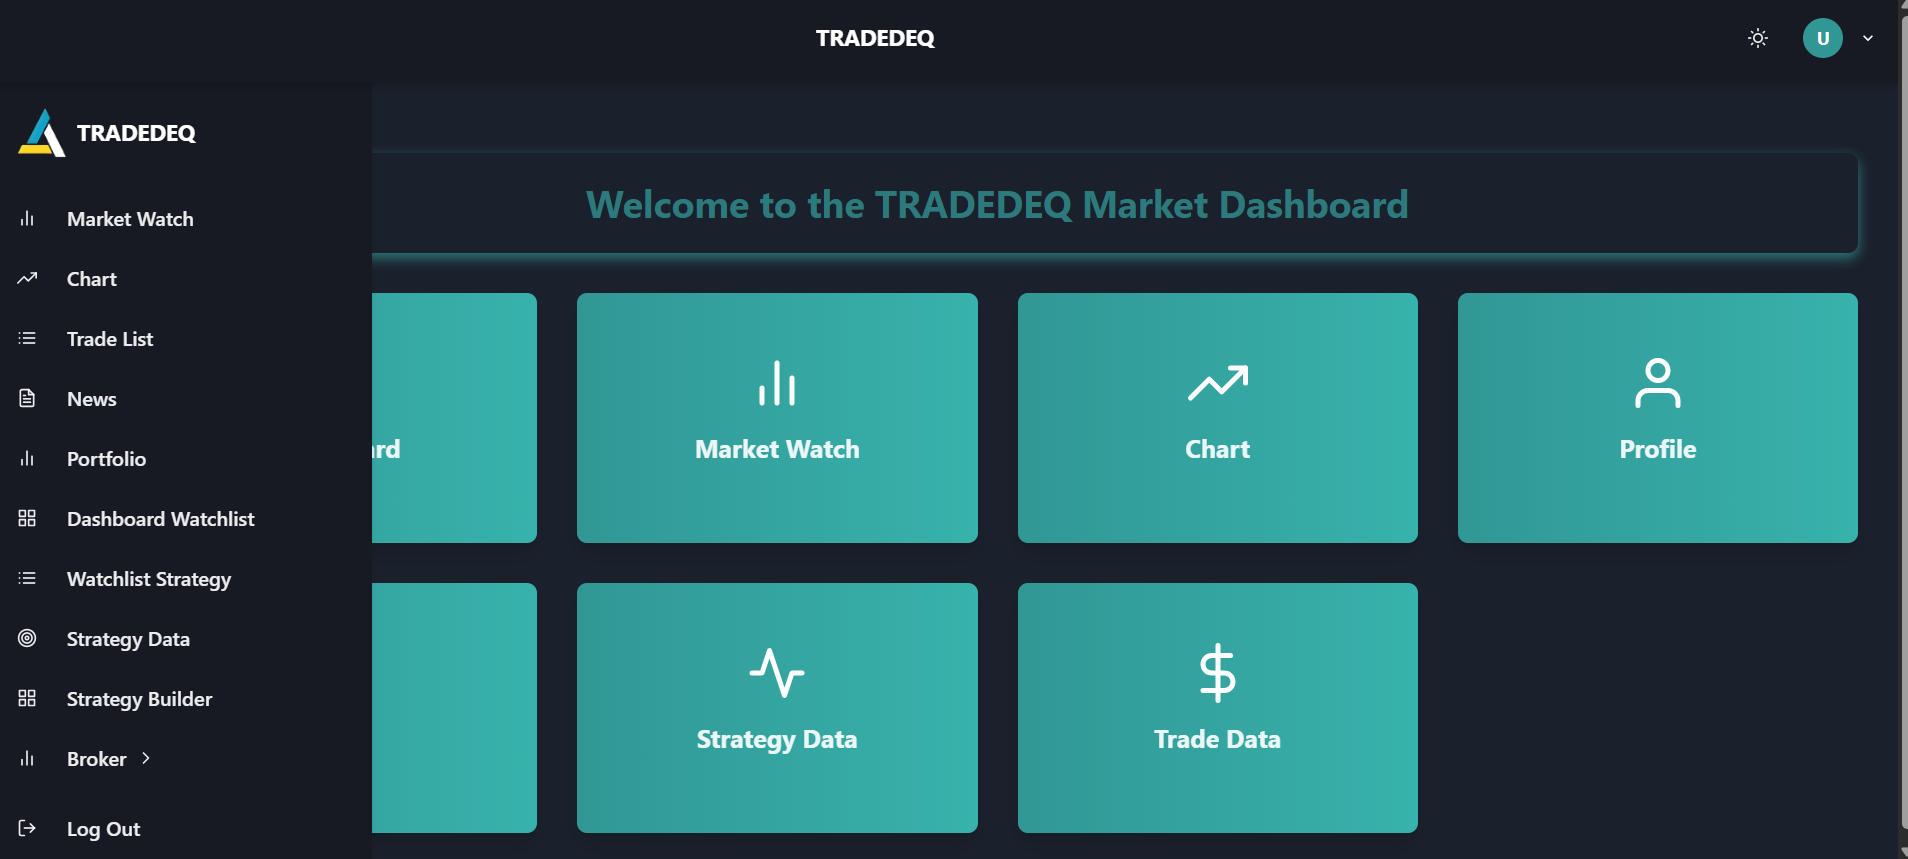 TRADEDEQ
U
TRADEDEQ
Market Watch
Chart
Trade List
News
Portfolio
Dashboard Watchlist
Watchlist Strategy
Strategy Data
Strategy Builder
Broker
Log Out
Welcome to the TRADEDEQ Market Dashboard
rd
Market Watch
Chart
Profile
Strategy Data
Trade Data